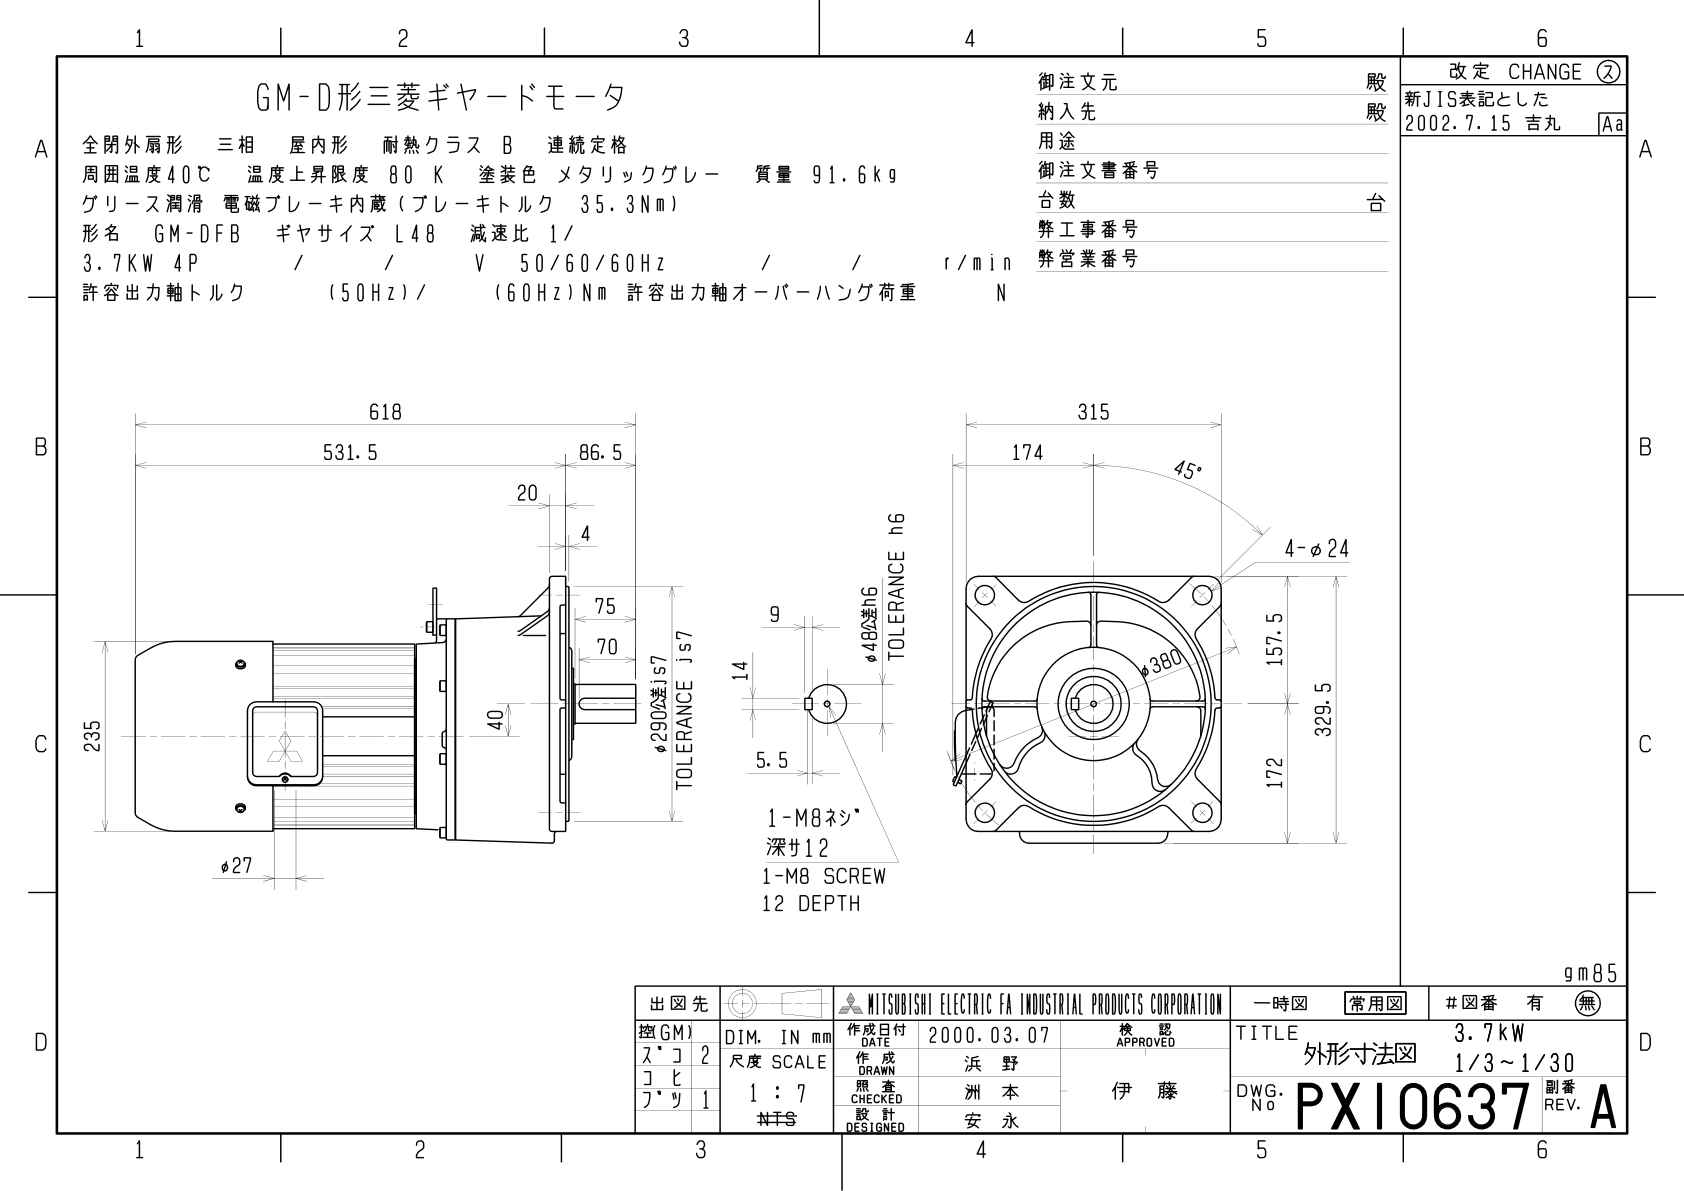 1 2 3 4 5 6
A
B
C
D
A
B
C
D
GM-D形三菱ギヤードモータ
全閉外扇形 三相 屋内形 耐熱クラス B 連続定格
周囲温度40℃ 温度上昇限度 80 K 塗装色 メタリックグレー 質量 91.6kg
グリース潤滑 電磁ブレーキ内蔵(ブレーキトルク 35.3Nm)
形名 GM-DFB ギヤサイズ L48 減速比 1/
3.7KW 4P / / V 50/60/60Hz / / r/min
許容出力軸トルク (50Hz)/ (60Hz)Nm 許容出力軸オーバーハング荷重 N
御注文元 殿
納入先 殿
用途
御注文書番号
台数 台
弊工事番号
弊営業番号
改定 CHANGE ス
新JIS表記とした
2002.7.15 吉丸 Aa
618
531.5 86.5
20
4
75
70
40
235
φ27
φ290公差js7
TOLERANCE js7
9
14
5.5
φ48公差h6
TOLERANCE h6
1-M8ネジ
深サ12
1-M8 SCREW
12 DEPTH
315
174
45°
4-φ24
φ380
157.5
172
329.5
gm85
出図先
控(GM)
ズコ 2
コヒ
ブツ 1
DIM. IN mm
尺度 SCALE
1 : 7
NTS
MITSUBISHI ELECTRIC FA INDUSTRIAL PRODUCTS CORPORATION
作成日付 DATE 2000.03.07
作成 DRAWN 浜野
照査 CHECKED 洲本
設計 DESIGNED 安永
検認 APPROVED
伊藤
一時図 常用図 #図番 有 無
TITLE 外形寸法図
3.7kW
1/3~1/30
DWG. No PX10637 副番 REV. A
1 2 3 4 5 6